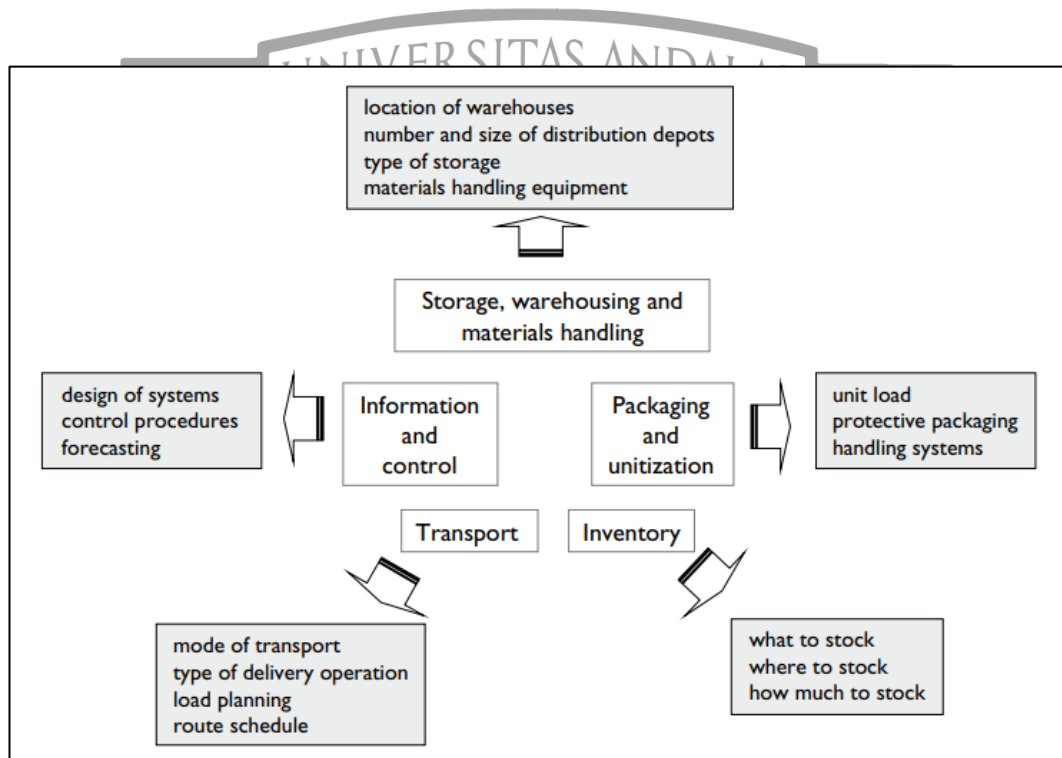 UNIVERSITAS ANDALAS
location of warehouses
number and size of distribution depots
type of storage
materials handling equipment
Storage, warehousing and
materials handling
design of systems
control procedures
forecasting
Information
and
control
Packaging
and
unitization
unit load
protective packaging
handling systems
Transport
Inventory
mode of transport
type of delivery operation
load planning
route schedule
what to stock
where to stock
how much to stock